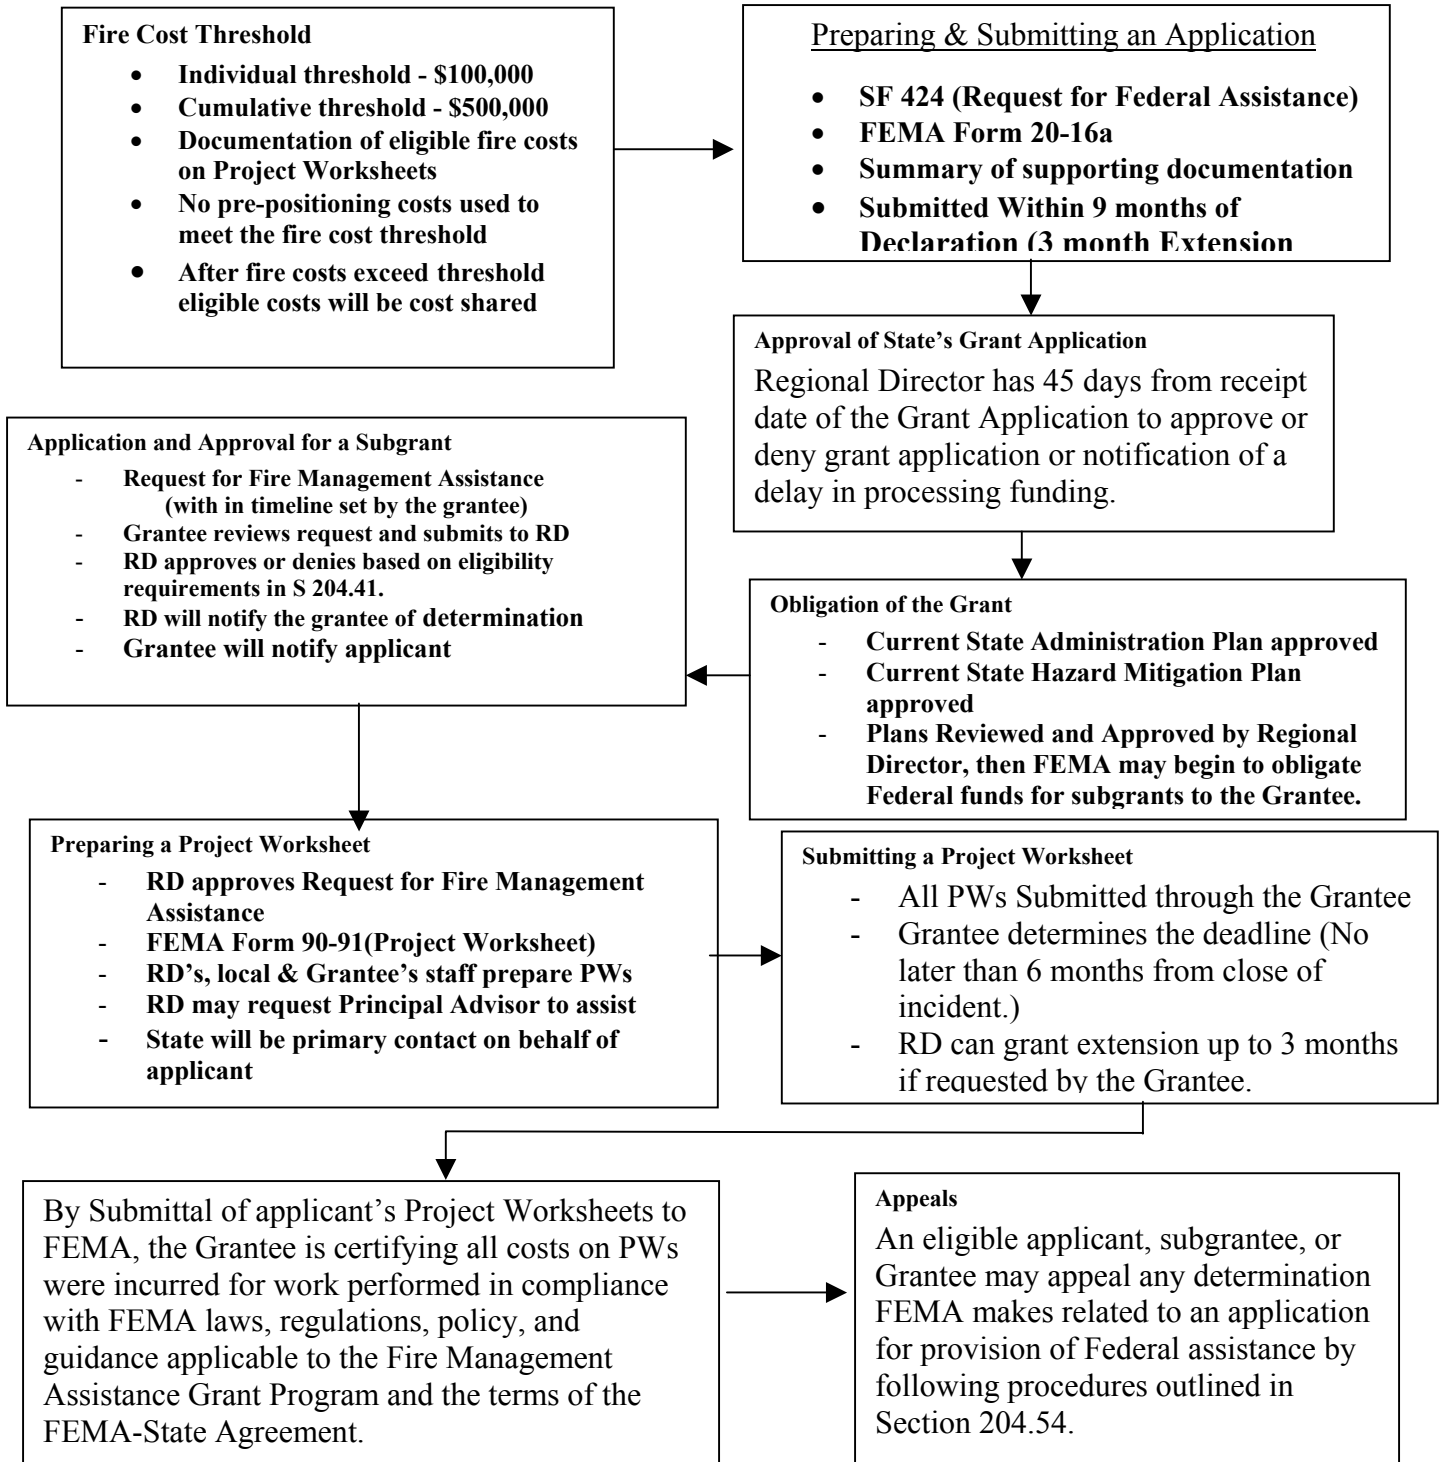 Fire Cost Threshold
• Individual threshold - $100,000
• Cumulative threshold - $500,000
• Documentation of eligible fire costs
on Project Worksheets
• No pre-positioning costs used to
meet the fire cost threshold
• After fire costs exceed threshold
eligible costs will be cost shared
Preparing & Submitting an Application
• SF 424 (Request for Federal Assistance)
• FEMA Form 20-16a
• Summary of supporting documentation
• Submitted Within 9 months of
Declaration (3 month Extension
Approval of State’s Grant Application
Regional Director has 45 days from receipt
date of the Grant Application to approve or
deny grant application or notification of a
delay in processing funding.
Application and Approval for a Subgrant
- Request for Fire Management Assistance
(with in timeline set by the grantee)
- Grantee reviews request and submits to RD
- RD approves or denies based on eligibility
requirements in S 204.41.
- RD will notify the grantee of determination
- Grantee will notify applicant
Obligation of the Grant
- Current State Administration Plan approved
- Current State Hazard Mitigation Plan
approved
- Plans Reviewed and Approved by Regional
Director, then FEMA may begin to obligate
Federal funds for subgrants to the Grantee.
Preparing a Project Worksheet
- RD approves Request for Fire Management
Assistance
- FEMA Form 90-91(Project Worksheet)
- RD’s, local & Grantee’s staff prepare PWs
- RD may request Principal Advisor to assist
- State will be primary contact on behalf of
applicant
Submitting a Project Worksheet
- All PWs Submitted through the Grantee
- Grantee determines the deadline (No
later than 6 months from close of
incident.)
- RD can grant extension up to 3 months
if requested by the Grantee.
By Submittal of applicant’s Project Worksheets to
FEMA, the Grantee is certifying all costs on PWs
were incurred for work performed in compliance
with FEMA laws, regulations, policy, and
guidance applicable to the Fire Management
Assistance Grant Program and the terms of the
FEMA-State Agreement.
Appeals
An eligible applicant, subgrantee, or
Grantee may appeal any determination
FEMA makes related to an application
for provision of Federal assistance by
following procedures outlined in
Section 204.54.